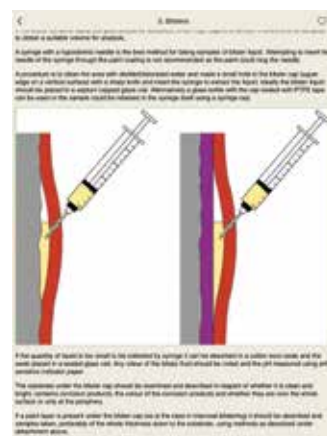 2. Blisters
to obtain a suitable volume for analysis.
A syringe with a hypodermic needle is the best method for taking samples of blister liquid. Attempting to insert the
needle of the syringe through the paint coating is not recommended as the paint could clog the needle.
A procedure is to clean the area with distilled/deionised water and make a small hole in the blister cap (upper
edge on a vertical surface) with a sharp knife and insert the syringe to extract the liquid. Ideally the blister liquid
should be placed in a septum capped glass vial. Alternatively a glass bottle with the cap sealed with PTFE tape
can be used or the sample could be retained in the syringe itself using a syringe cap.
If the quantity of liquid is too small to be extracted by syringe it can be absorbed in a cotton wool swab and the
swab placed in a sealed glass vial. Any odour of the blister fluid should be noted and the pH measured using pH
sensitive indicator paper.
The substrate under the blister cap should be examined and described in respect of whether it is clean and
bright, contains corrosion products, the colour of the corrosion products and whether they are over the whole
surface or only at the periphery.
If a paint layer is present under the blister cap (as is the case in intercoat blistering) it should be described and
samples taken, preferably of the whole thickness down to the substrate, using methods as described under
detachment above.